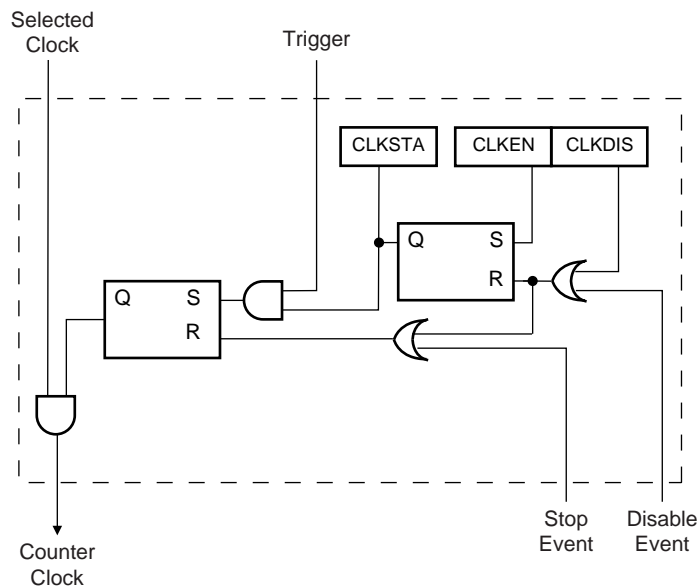 Selected
Clock
Trigger
CLKSTA
CLKEN
CLKDIS
Q
S
R
Q
S
R
Stop
Event
Disable
Event
Counter
Clock